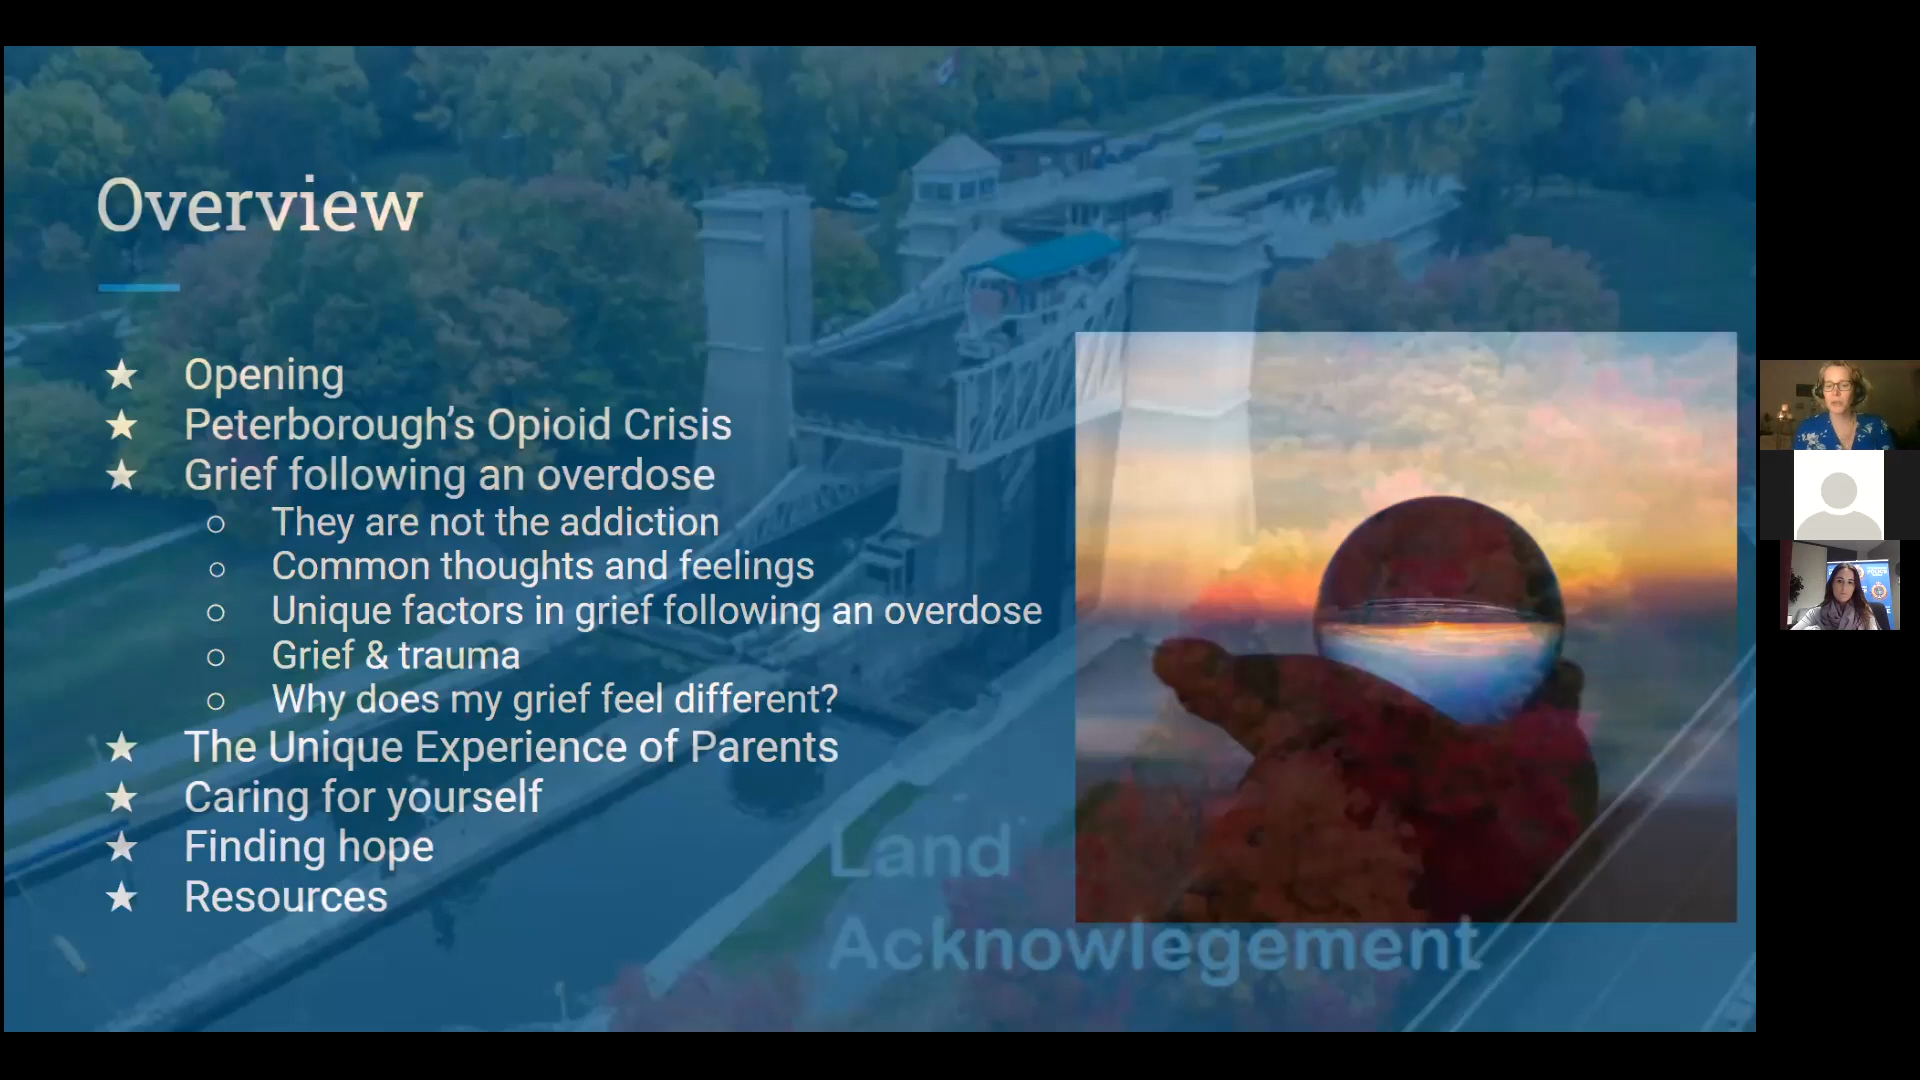 Overview
★ Opening
★ Peterborough’s Opioid Crisis
★ Grief following an overdose
○ They are not the addiction
○ Common thoughts and feelings
○ Unique factors in grief following an overdose
○ Grief & trauma
○ Why does my grief feel different?
★ The Unique Experience of Parents
★ Caring for yourself
★ Finding hope
★ Resources
Land
Acknowlegement